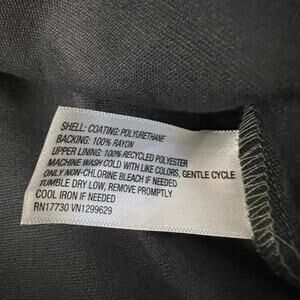 SHELL: COATING: POLYURETHANE
BACKING: 100% RAYON
UPPER LINING: 100% RECYCLED POLYESTER
MACHINE WASH COLD WITH LIKE COLORS, GENTLE CYCLE
ONLY NON-CHLORINE BLEACH IF NEEDED
TUMBLE DRY LOW, REMOVE PROMPTLY
COOL IRON IF NEEDED
RN17730 VN1299629